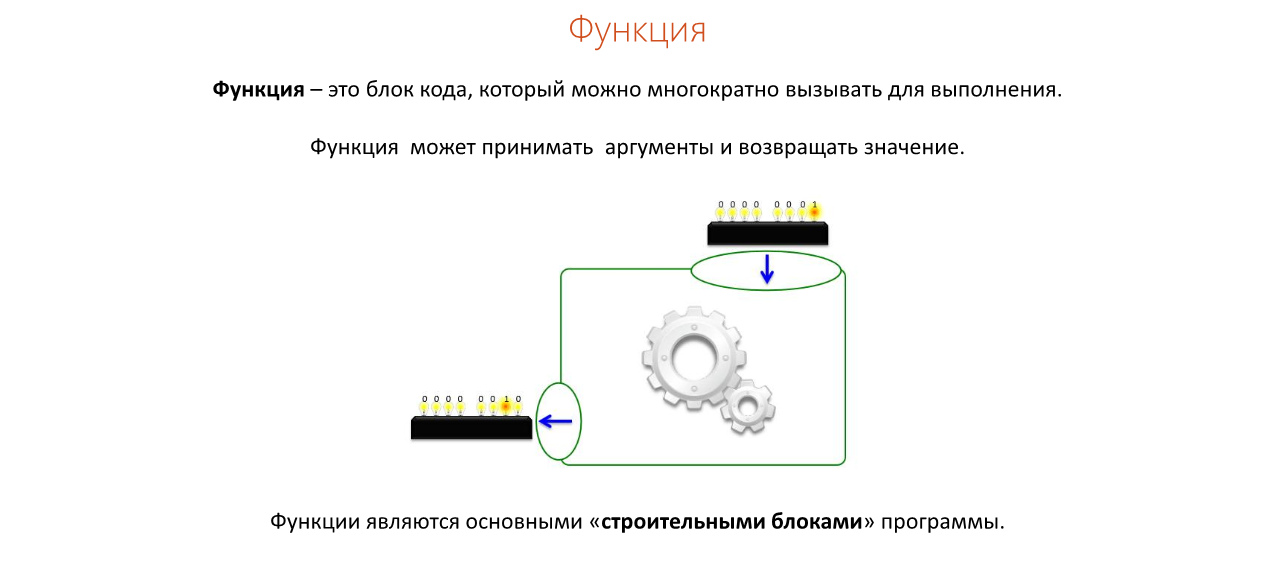 Функция
Функция – это блок кода, который можно многократно вызывать для выполнения.
Функция  может принимать  аргументы и возвращать значение.
0 0 0 0 0 0 0 1
0 0 0 0 0 0 1 0
Функции являются основными «строительными блоками» программы.